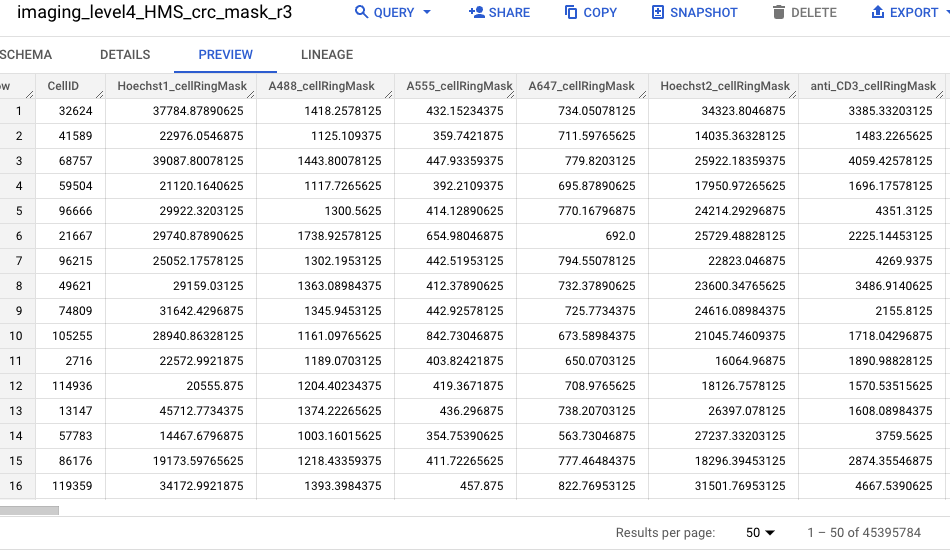 imaging_level4_HMS_crc_mask_r3 QUERY SHARE COPY SNAPSHOT DELETE EXPORT
SCHEMA DETAILS PREVIEW LINEAGE
ow CellID Hoechst1_cellRingMask A488_cellRingMask A555_cellRingMask A647_cellRingMask Hoechst2_cellRingMask anti_CD3_cellRingMask
1 32624 37784.87890625 1418.2578125 432.15234375 734.05078125 34323.8046875 3385.33203125
2 41589 22976.0546875 1125.109375 359.7421875 711.59765625 14035.36328125 1483.2265625
3 68757 39087.80078125 1443.80078125 447.93359375 779.8203125 25922.18359375 4059.42578125
4 59504 21120.1640625 1117.7265625 392.2109375 695.87890625 17950.97265625 1696.17578125
5 96666 29922.3203125 1300.5625 414.12890625 770.16796875 24214.29296875 4351.3125
6 21667 29740.87890625 1738.92578125 654.98046875 692.0 25729.48828125 2225.14453125
7 96215 25052.17578125 1302.1953125 442.51953125 794.55078125 22823.046875 4269.9375
8 49621 29159.03125 1363.08984375 412.37890625 732.37890625 23600.34765625 3486.9140625
9 74809 31642.4296875 1345.9453125 442.92578125 725.7734375 24616.08984375 2155.8125
10 105255 28940.86328125 1161.09765625 842.73046875 673.58984375 21045.74609375 1718.04296875
11 2716 22572.9921875 1189.0703125 403.82421875 650.0703125 16064.96875 1890.98828125
12 114936 20555.875 1204.40234375 419.3671875 708.9765625 18126.7578125 1570.53515625
13 13147 45712.7734375 1374.22265625 436.296875 738.20703125 26397.078125 1608.08984375
14 57783 14467.6796875 1003.16015625 354.75390625 563.73046875 27237.33203125 3759.5625
15 86176 19173.59765625 1218.43359375 411.72265625 777.46484375 18296.39453125 2874.35546875
16 119359 34172.9921875 1393.3984375 457.875 822.76953125 31501.76953125 4667.5390625
Results per page: 50 1 – 50 of 45395784